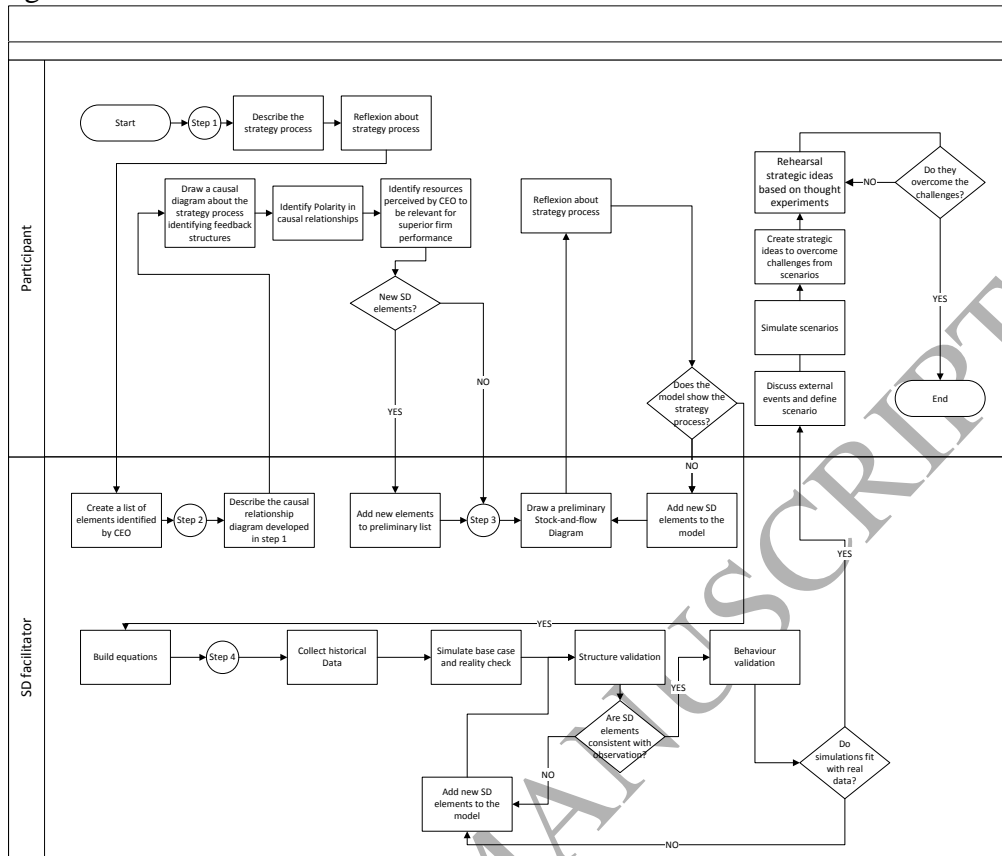 Participant
Start
Step 1
Describe the
strategy process
Reflexion about
strategy process
Draw a causal
diagram about the
strategy process
identifying feedback
structures
Identify Polarity in
causal relationships
Identify resources
perceived by CEO to
be relevant for
superior firm
performance
New SD
elements?
YES
NO
Reflexion about
strategy process
Does the
model show the
strategy
process?
NO
Rehearsal
strategic ideas
based on thought
experiments
NO
Do they
overcome the
challenges?
Create strategic
ideas to overcome
challenges from
scenarios
Simulate scenarios
Discuss external
events and define
scenario
YES
End
SD facilitator
Create a list of
elements identified
by CEO
Step 2
Describe the
causal
relationship
diagram developed
in step 1
Add new elements
to preliminary list
Step 3
Draw a preliminary
Stock-and-flow
Diagram
Add new SD
elements to the
model
YES
YES
Build equations
Step 4
Collect historical
Data
Simulate base case
and reality check
Structure validation
YES
Behaviour
validation
Are SD
elements
consistent with
observation?
NO
Do
simulations fit
with real
data?
Add new SD
elements to the
model
NO
MANUSCRIPT